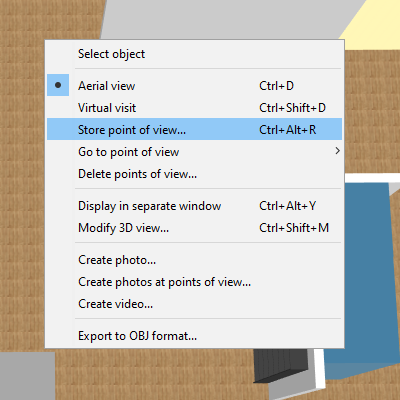 Select object
Aerial view Ctrl+D
Virtual visit Ctrl+Shift+D
Store point of view... Ctrl+Alt+R
Go to point of view
Delete points of view...
Display in separate window Ctrl+Alt+Y
Modify 3D view... Ctrl+Shift+M
Create photo...
Create photos at points of view...
Create video...
Export to OBJ format...